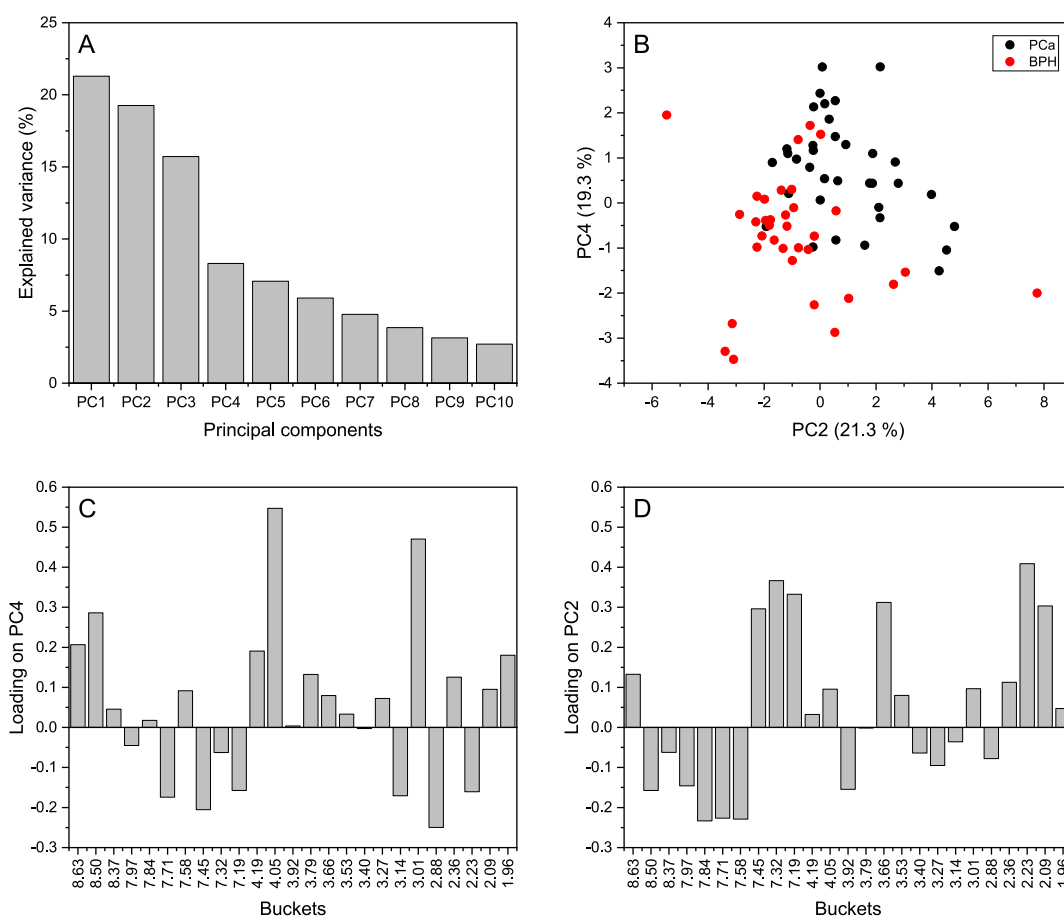 A
25
20
15
10
5
0
Explained variance (%)
PC1 PC2 PC3 PC4 PC5 PC6 PC7 PC8 PC9 PC10
Principal components
B
PCa
BPH
4
3
2
1
0
-1
-2
-3
-4
PC4 (19.3 %)
-6 -4 -2 0 2 4 6 8
PC2 (21.3 %)
C
0.6
0.5
0.4
0.3
0.2
0.1
0.0
-0.1
-0.2
-0.3
Loading on PC4
8.63 8.50 8.37 7.97 7.84 7.71 7.58 7.45 7.32 7.19 4.19 4.05 3.92 3.79 3.66 3.53 3.40 3.27 3.14 3.01 2.88 2.36 2.23 2.09 1.96
Buckets
D
0.6
0.5
0.4
0.3
0.2
0.1
0.0
-0.1
-0.2
-0.3
Loading on PC2
8.63 8.50 8.37 7.97 7.84 7.71 7.58 7.45 7.32 7.19 4.19 4.05 3.92 3.79 3.66 3.53 3.40 3.27 3.14 3.01 2.88 2.36 2.23 2.09 1.96
Buckets